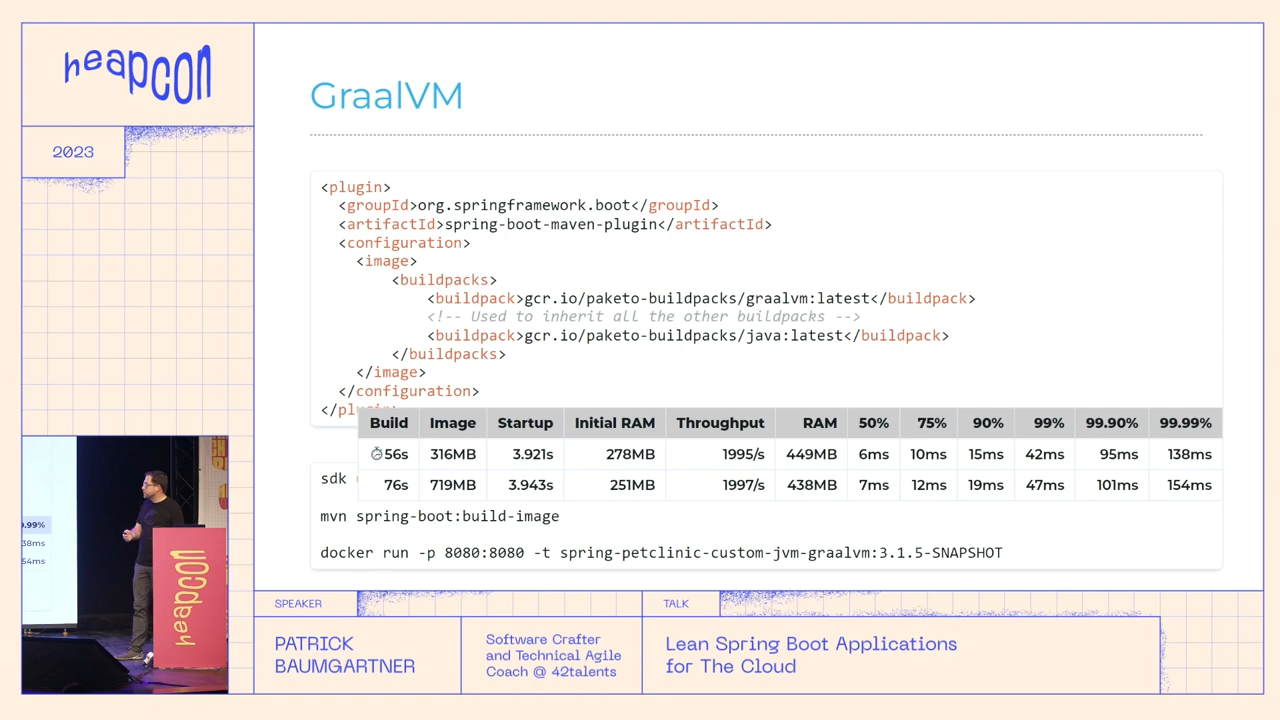 heapcon
2023
GraalVM
<plugin>
<groupId>org.springframework.boot</groupId>
<artifactId>spring-boot-maven-plugin</artifactId>
<configuration>
<image>
<buildpacks>
<buildpack>gcr.io/paketo-buildpacks/graalvm:latest</buildpack>
<!-- Used to inherit all the other buildpacks -->
<buildpack>gcr.io/paketo-buildpacks/java:latest</buildpack>
</buildpacks>
</image>
</configuration>
</plugin>
Build Image Startup Initial RAM Throughput RAM 50% 75% 90% 99% 99.90% 99.99%
⏱56s 316MB 3.921s 278MB 1995/s 449MB 6ms 10ms 15ms 42ms 95ms 138ms
76s 719MB 3.943s 251MB 1997/s 438MB 7ms 12ms 19ms 47ms 101ms 154ms
sdk
mvn spring-boot:build-image
docker run -p 8080:8080 -t spring-petclinic-custom-jvm-graalvm:3.1.5-SNAPSHOT
9.99%
38ms
54ms
heapcon
SPEAKER
PATRICK
BAUMGARTNER
Software Crafter
and Technical Agile
Coach @ 42talents
TALK
Lean Spring Boot Applications
for The Cloud